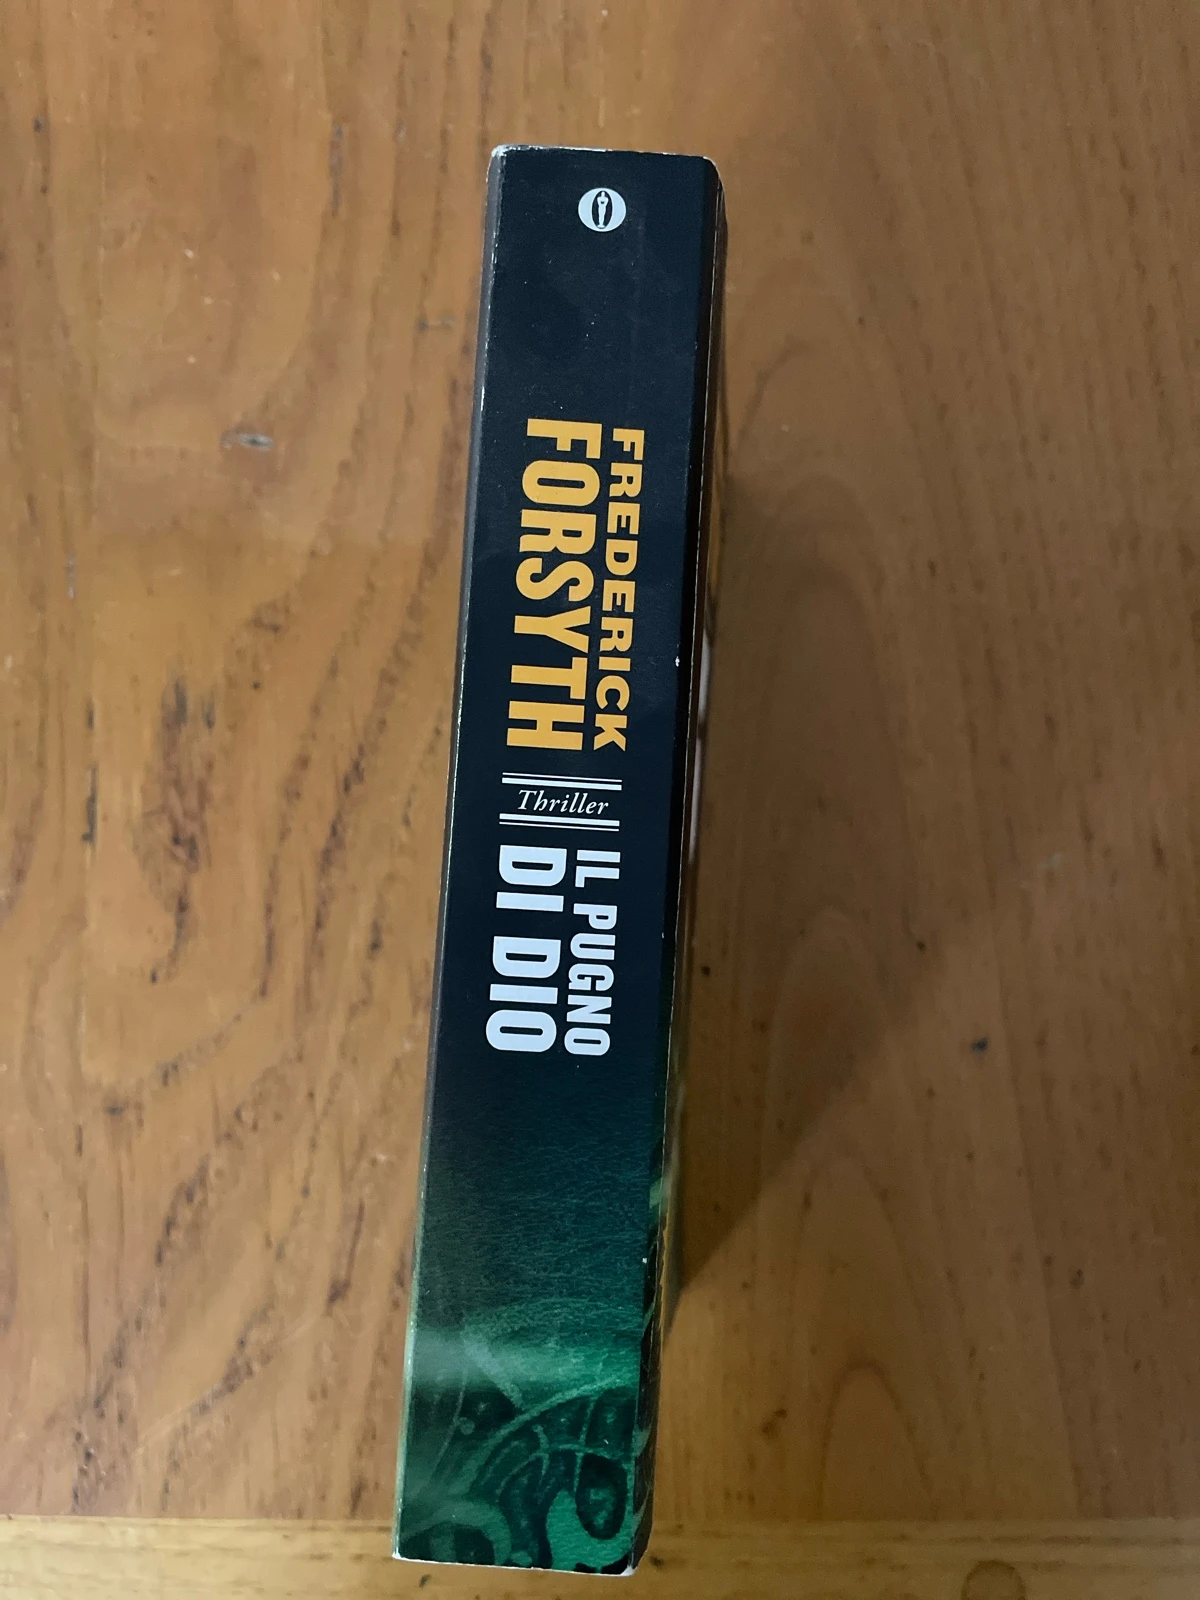 FREDERICK
FORSYTH
Thriller
IL PUGNO
DI DIO